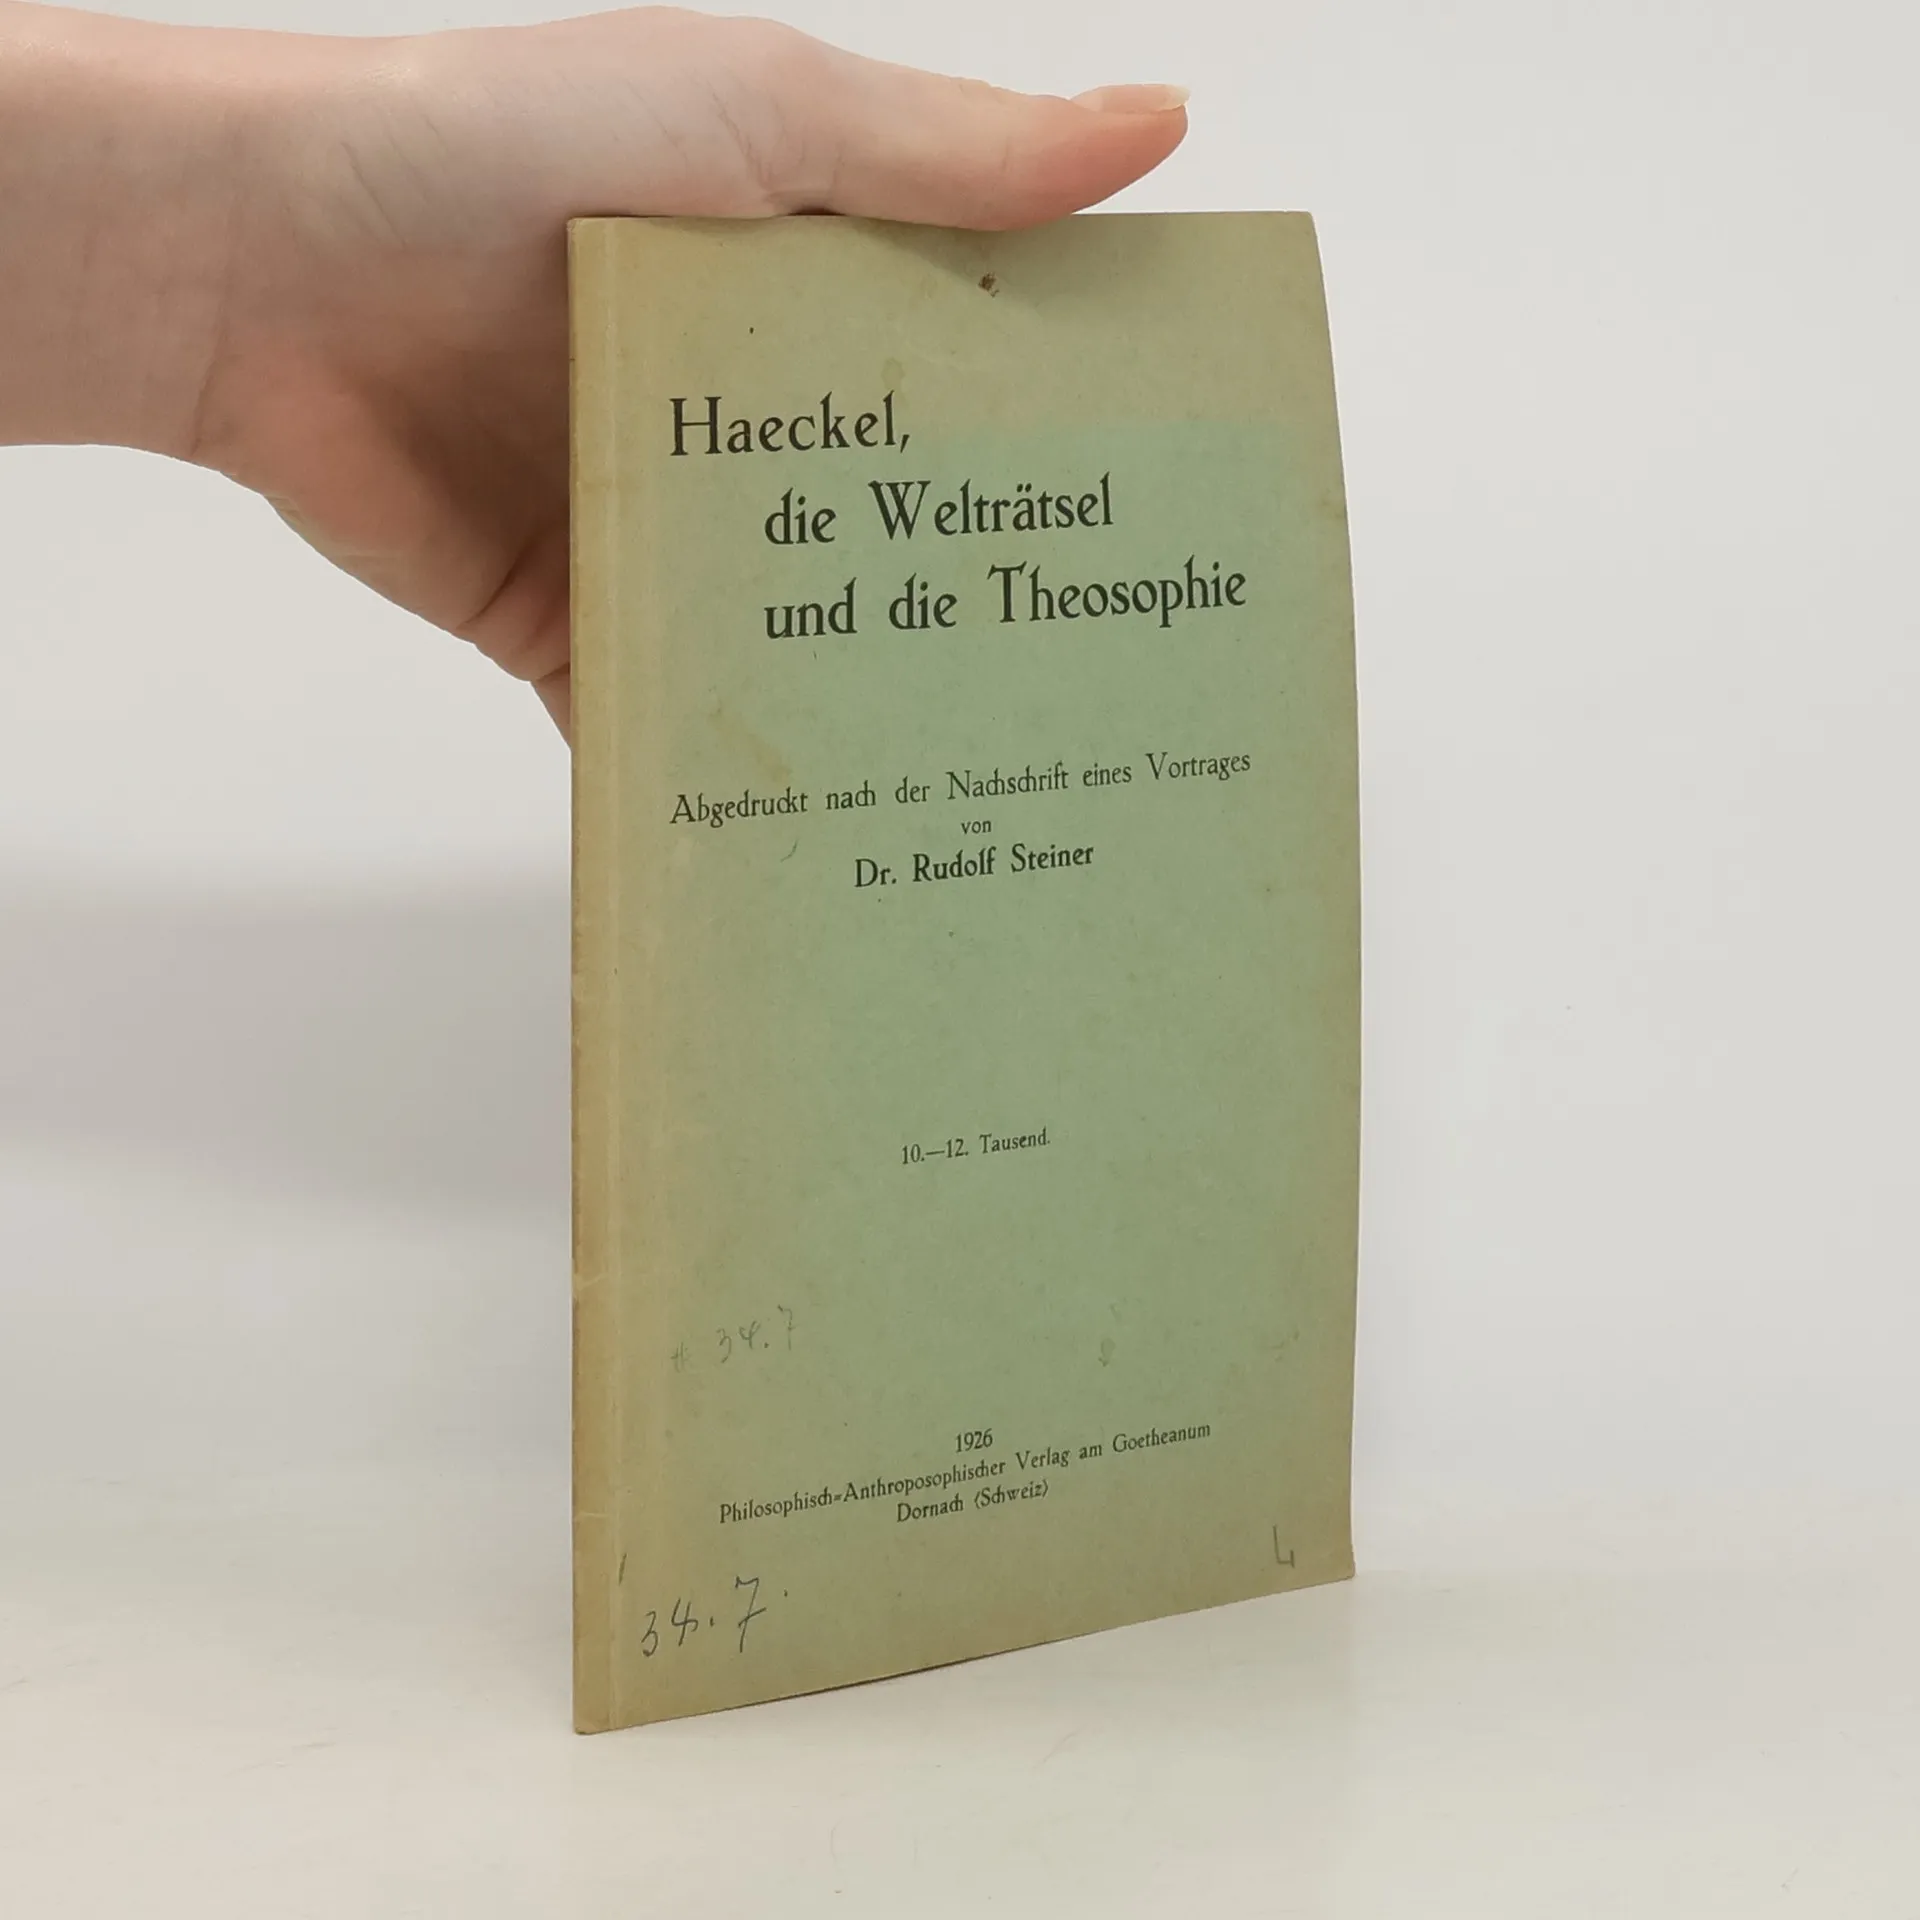 Haeckel,
die Welträtsel
und die Theosophie
Abgedruckt nach der Nachschrift eines Vortrages
von
Dr. Rudolf Steiner
10.—12. Tausend.
# 34.7
1926
Philosophisch=Anthroposophischer Verlag am Goetheanum
Dornach (Schweiz)
34.7.
4